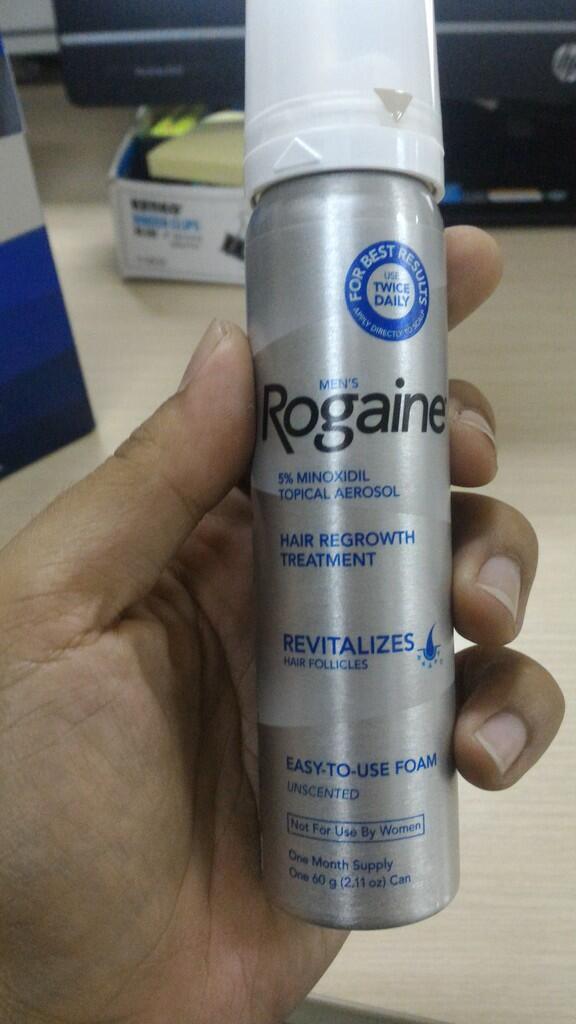 FOR BEST RESULTS
USE
TWICE
DAILY
APPLY DIRECTLY TO SCALP
MEN'S
Rogaine
5% MINOXIDIL
TOPICAL AEROSOL
HAIR REGROWTH
TREATMENT
REVITALIZES
HAIR FOLLICLES
EASY-TO-USE FOAM
UNSCENTED
Not For Use By Women
One Month Supply
One 60 g (2.11 oz) Can
hp